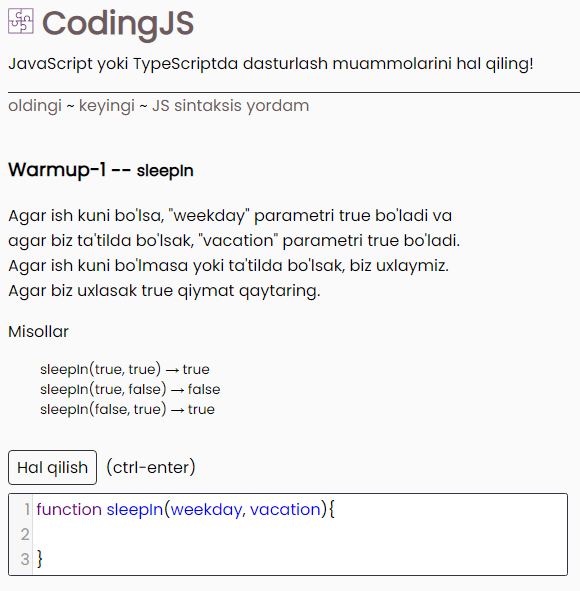 CodingJS
JavaScript yoki TypeScriptda dasturlash muammolarini hal qiling!
oldingi ~ keyingi ~ JS sintaksis yordam
Warmup-1 -- sleepIn
Agar ish kuni bo'lsa, "weekday" parametri true bo'ladi va
agar biz ta'tilda bo'lsak, "vacation" parametri true bo'ladi.
Agar ish kuni bo'lmasa yoki ta'tilda bo'lsak, biz uxlaymiz.
Agar biz uxlasak true qiymat qaytaring.
Misollar
sleepIn(true, true) → true
sleepIn(true, false) → false
sleepIn(false, true) → true
Hal qilish (ctrl-enter)
1 function sleepIn(weekday, vacation){
2
3 }